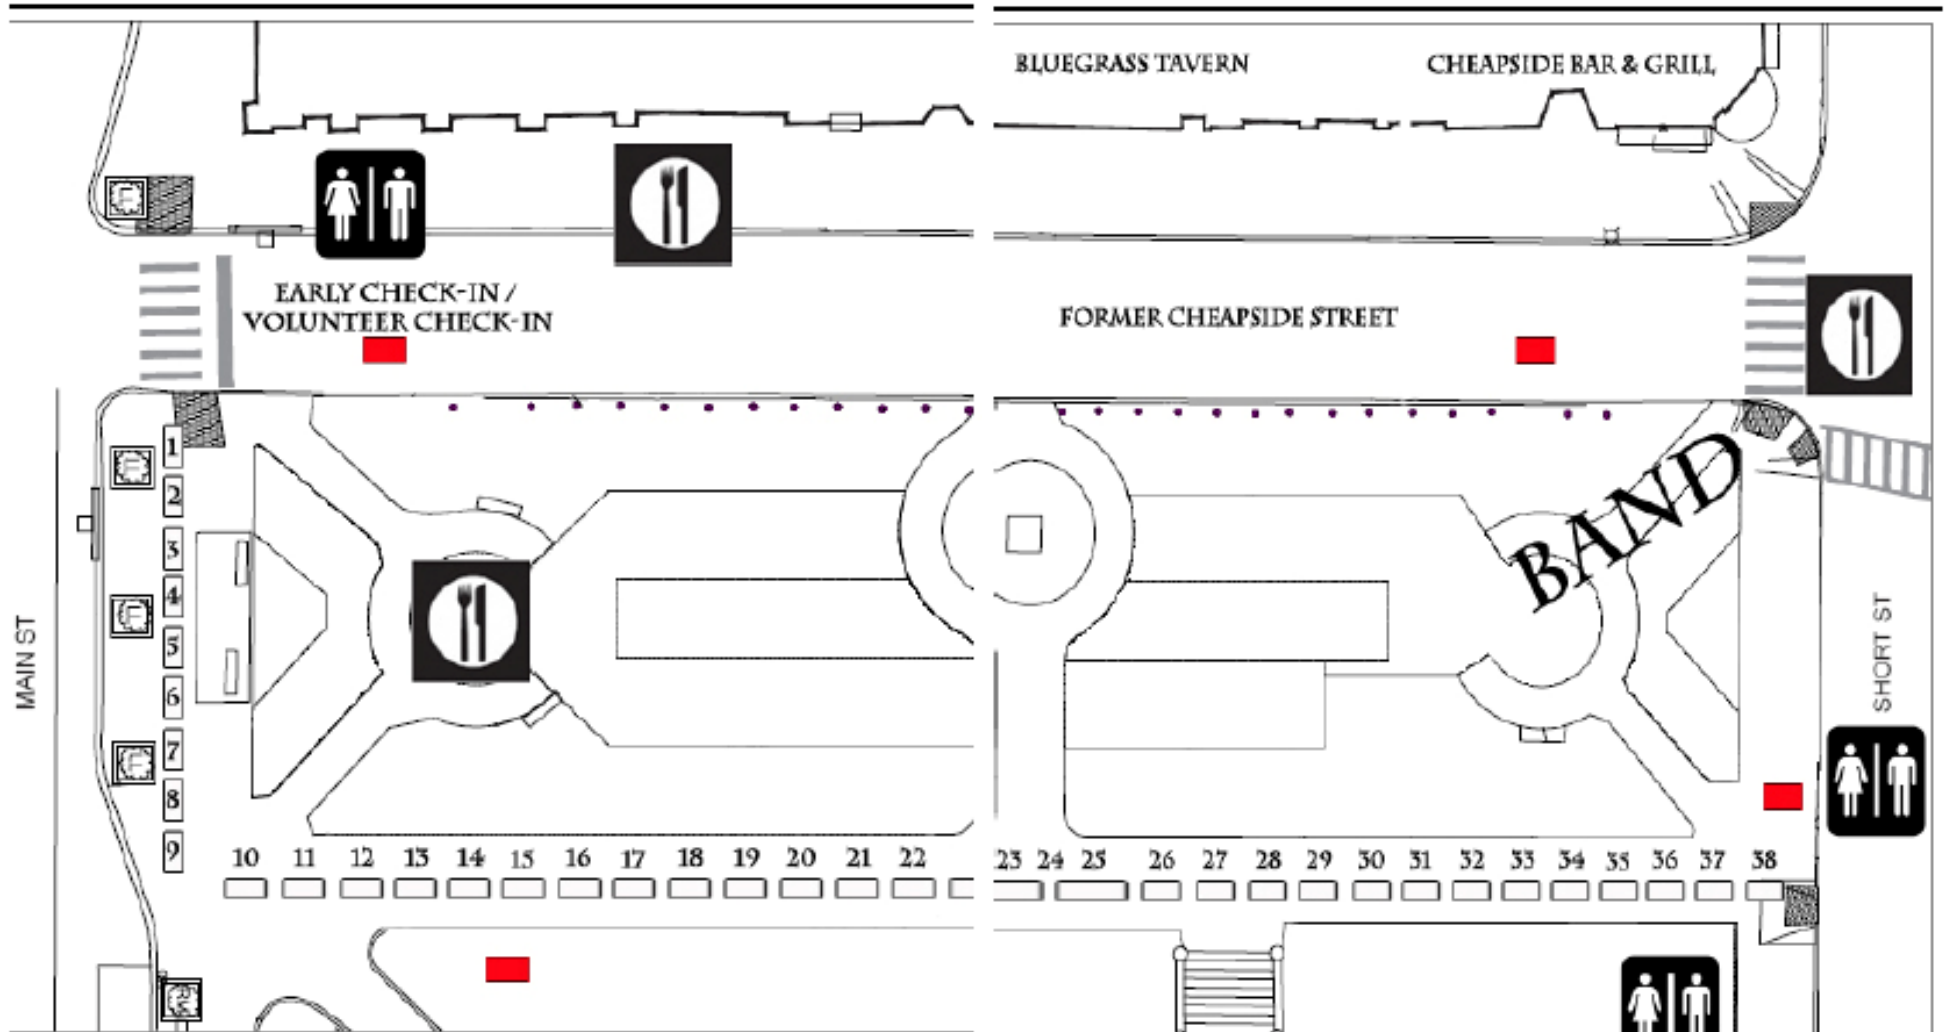 BLUEGRASS TAVERN
CHEAPSIDE BAR & GRILL
EARLY CHECK-IN /
VOLUNTEER CHECK-IN
FORMER CHEAPSIDE STREET
BAND
MAIN ST
SHORT ST
1
2
3
4
5
6
7
8
9
10 11 12 13 14 15 16 17 18 19 20 21 22 23 24 25 26 27 28 29 30 31 32 33 34 35 36 37 38